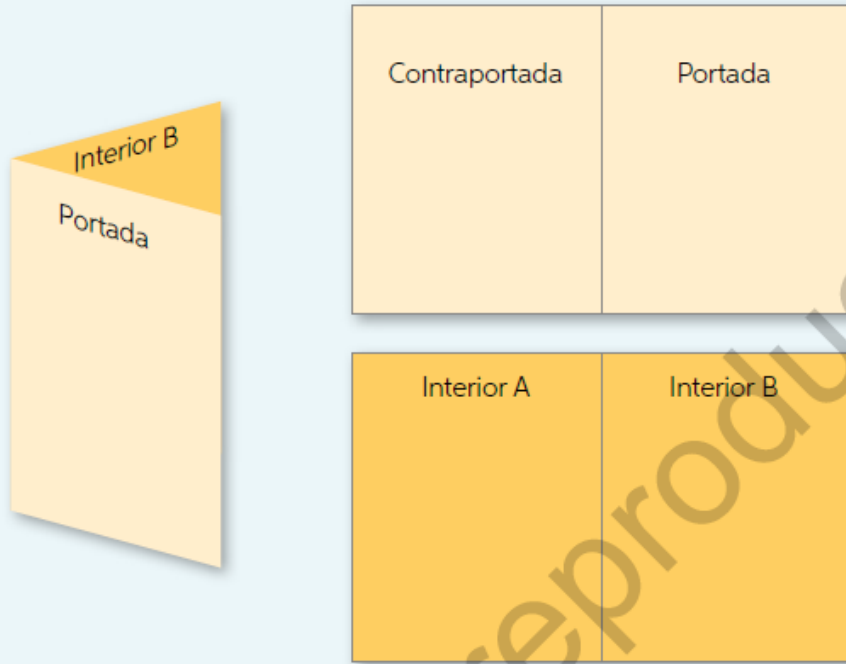 Interior B
Portada
Contraportada
Portada
Interior A
Interior B